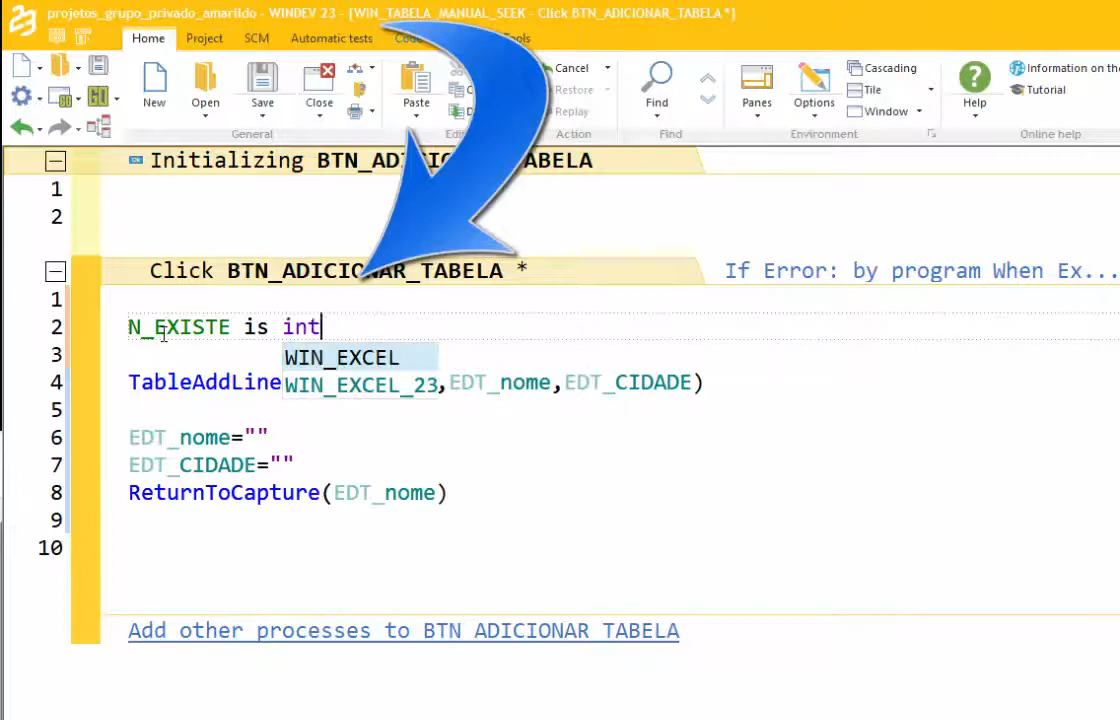 projetos_grupo_privado_amarildo - WINDEV 23 - [WIN_TABELA_MANUAL_SEEK - Click BTN_ADICIONAR_TABELA *]
Home Project SCM Automatic tests
New Open Save Close Paste Cancel Restore Replay Find Panes Options Cascading Tile Window Help Information on the Tutorial
General Action Find Environment Online help
Initializing BTN_AD TABELA
1
2
Click BTN_ADICIONAR_TABELA * If Error: by program When Ex...
1
2 N_EXISTE is int
3 WIN_EXCEL
4 TableAddLine WIN_EXCEL_23,EDT_nome,EDT_CIDADE)
5
6 EDT_nome=""
7 EDT_CIDADE=""
8 ReturnToCapture(EDT_nome)
9
10
Add other processes to BTN_ADICIONAR_TABELA